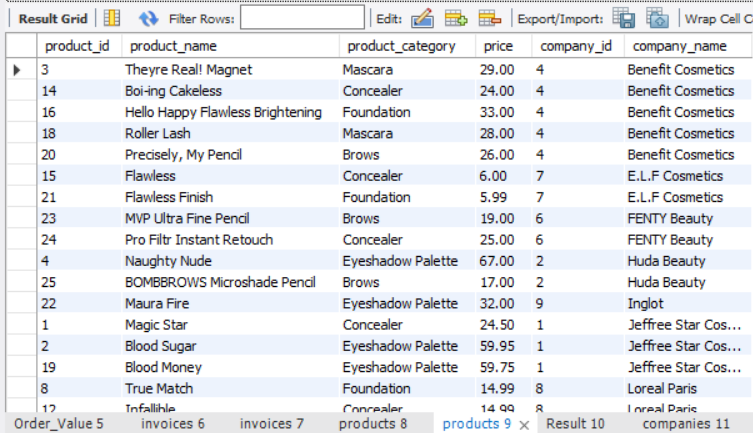 Result Grid Filter Rows: Edit: Export/Import: Wrap Cell C
product_id product_name product_category price company_id company_name
3 Theyre Real! Magnet Mascara 29.00 4 Benefit Cosmetics
14 Boi-ing Cakeless Concealer 24.00 4 Benefit Cosmetics
16 Hello Happy Flawless Brightening Foundation 33.00 4 Benefit Cosmetics
18 Roller Lash Mascara 28.00 4 Benefit Cosmetics
20 Precisely, My Pencil Brows 26.00 4 Benefit Cosmetics
15 Flawless Concealer 6.00 7 E.L.F Cosmetics
21 Flawless Finish Foundation 5.99 7 E.L.F Cosmetics
23 MVP Ultra Fine Pencil Brows 19.00 6 FENTY Beauty
24 Pro Filtr Instant Retouch Concealer 25.00 6 FENTY Beauty
4 Naughty Nude Eyeshadow Palette 67.00 2 Huda Beauty
25 BOMBBROWS Microshade Pencil Brows 17.00 2 Huda Beauty
22 Maura Fire Eyeshadow Palette 32.00 9 Inglot
1 Magic Star Concealer 24.50 1 Jeffree Star Cos...
2 Blood Sugar Eyeshadow Palette 59.95 1 Jeffree Star Cos...
19 Blood Money Eyeshadow Palette 59.75 1 Jeffree Star Cos...
8 True Match Foundation 14.99 8 Loreal Paris
12 Infallible Concealer 14.99 8 Loreal Paris
Order_Value 5 invoices 6 invoices 7 products 8 products 9 Result 10 companies 11